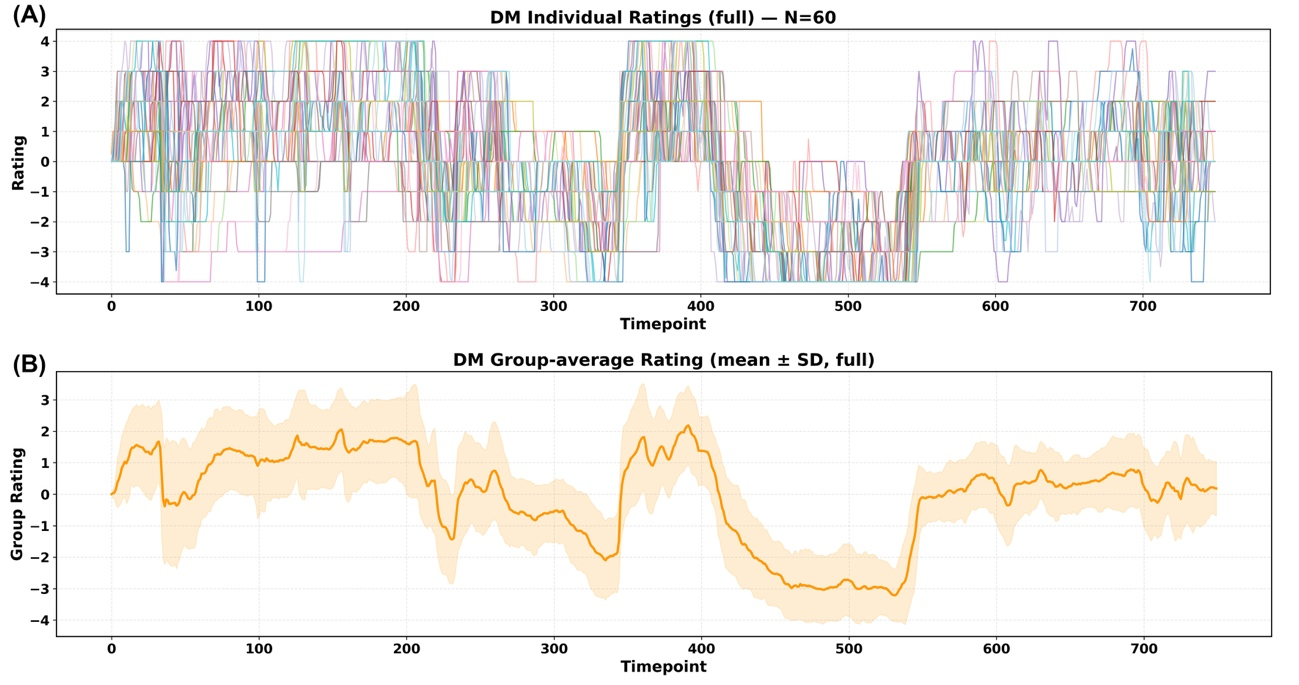 (A)
DM Individual Ratings (full) — N=60
Rating
4
3
2
1
0
−1
−2
−3
−4
0 100 200 300 400 500 600 700
Timepoint
(B)
DM Group-average Rating (mean ± SD, full)
Group Rating
3
2
1
0
−1
−2
−3
−4
0 100 200 300 400 500 600 700
Timepoint